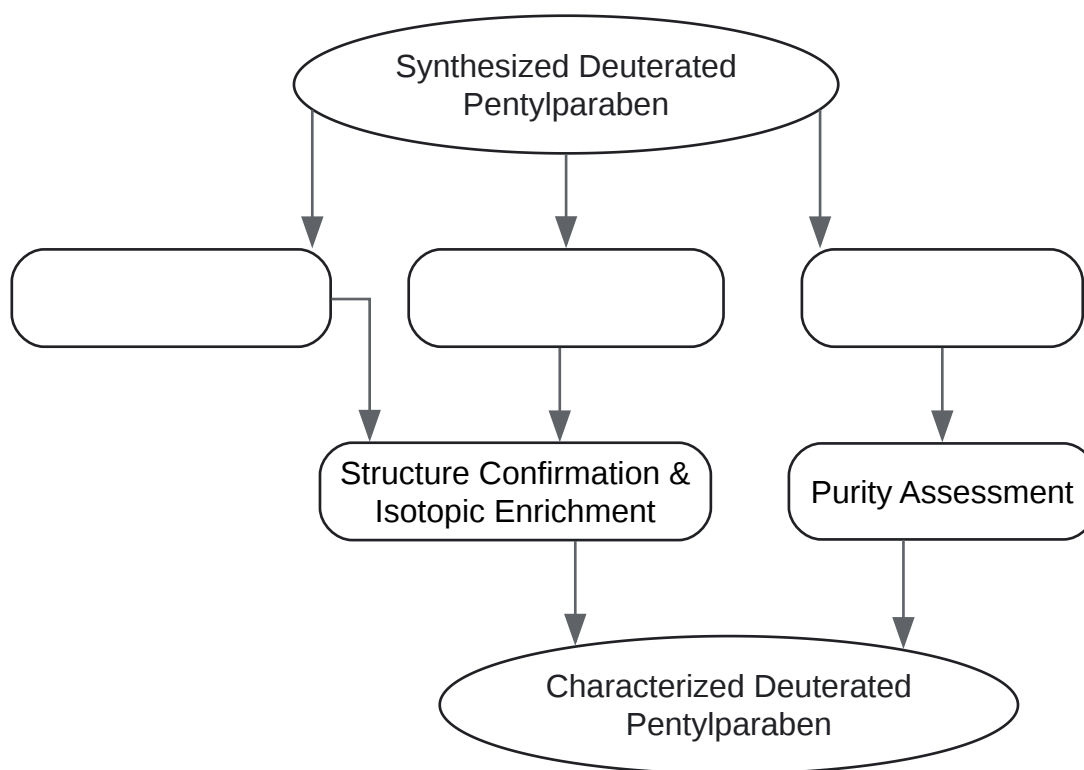 Synthesized Deuterated
Pentylparaben
Structure Confirmation &
Isotopic Enrichment
Purity Assessment
Characterized Deuterated
Pentylparaben